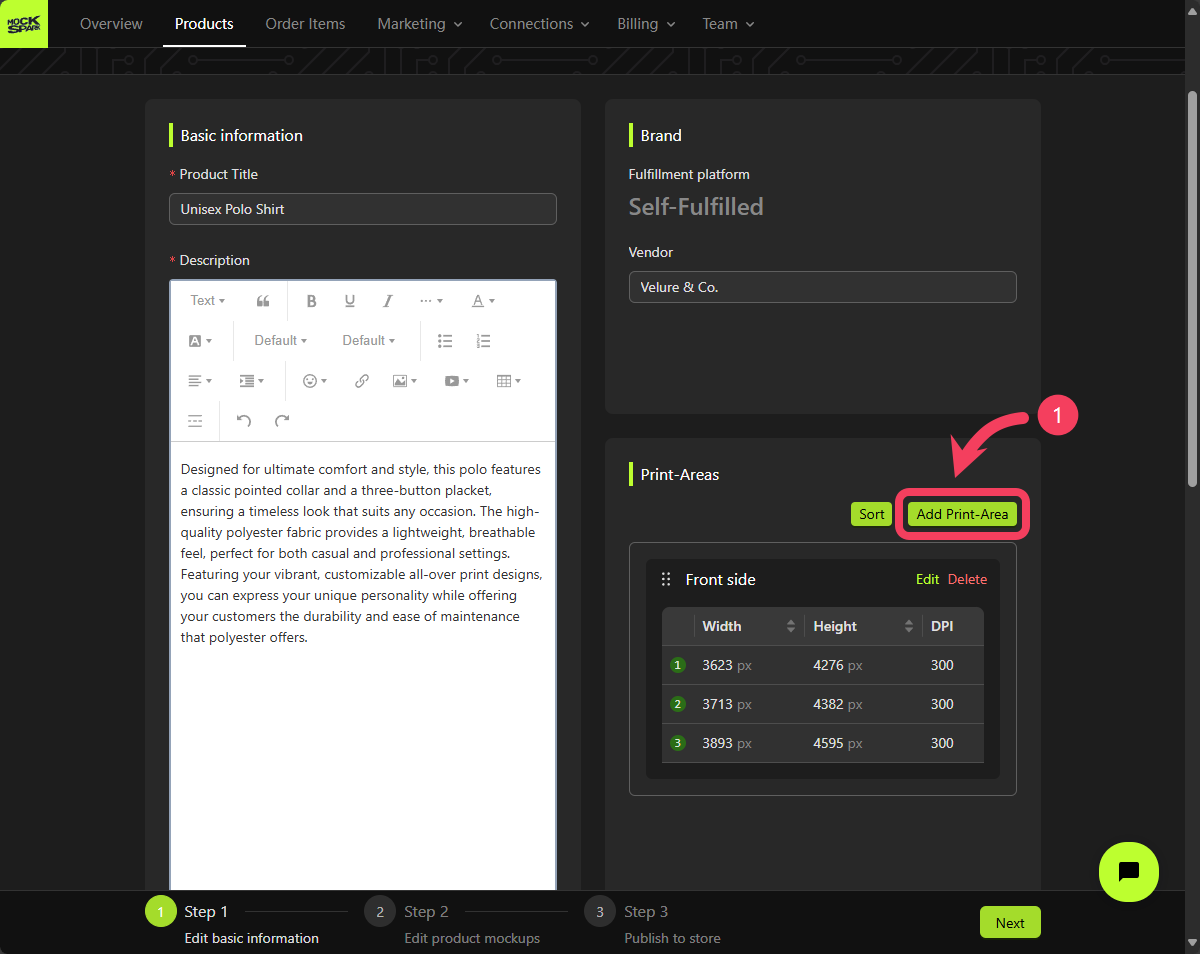 MOCK
SPARK
Overview
Products
Order Items
Marketing
Connections
Billing
Team
Basic information
* Product Title
Unisex Polo Shirt
* Description
Text
B U I
A
A
Default
Default
Designed for ultimate comfort and style, this polo features
a classic pointed collar and a three-button placket,
ensuring a timeless look that suits any occasion. The high-
quality polyester fabric provides a lightweight, breathable
feel, perfect for both casual and professional settings.
Featuring your vibrant, customizable all-over print designs,
you can express your unique personality while offering
your customers the durability and ease of maintenance
that polyester offers.
Brand
Fulfillment platform
Self-Fulfilled
Vendor
Velure & Co.
1
Print-Areas
Sort
Add Print-Area
Front side
Edit Delete
Width Height DPI
1 3623 px 4276 px 300
2 3713 px 4382 px 300
3 3893 px 4595 px 300
1 Step 1
Edit basic information
2 Step 2
Edit product mockups
3 Step 3
Publish to store
Next